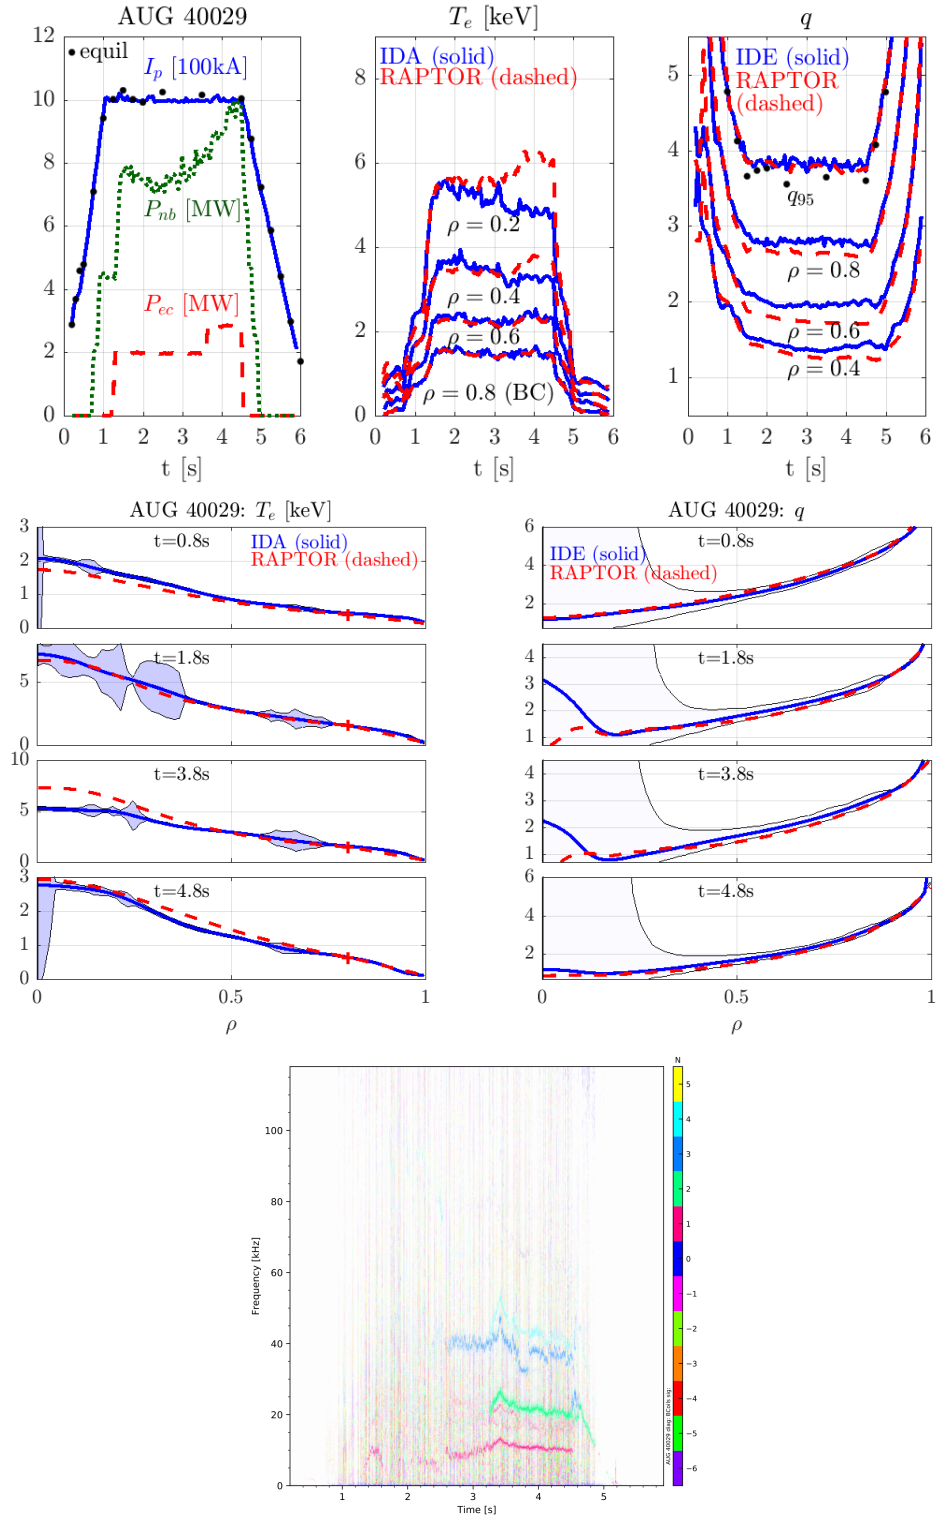 AUG 40029
12
10
8
6
4
2
0
equil
I_p [100kA]
P_nb [MW]
P_ec [MW]
0 1 2 3 4 5 6
t [s]
T_e [keV]
8
6
4
2
0
IDA (solid)
RAPTOR (dashed)
ρ = 0.2
ρ = 0.4
ρ = 0.6
ρ = 0.8 (BC)
0 1 2 3 4 5 6
t [s]
q
5
4
3
2
1
IDE (solid)
RAPTOR
(dashed)
q_95
ρ = 0.8
ρ = 0.6
ρ = 0.4
0 1 2 3 4 5 6
t [s]
AUG 40029: T_e [keV]
3
2
1
0
t=0.8s
IDA (solid)
RAPTOR (dashed)
5
0
t=1.8s
10
5
0
t=3.8s
3
2
1
0
t=4.8s
0 0.5 1
ρ
AUG 40029: q
6
4
2
t=0.8s
IDE (solid)
RAPTOR (dashed)
4
3
2
1
t=1.8s
4
3
2
1
t=3.8s
6
4
2
t=4.8s
0 0.5 1
ρ
100
80
60
40
20
0
Frequency [kHz]
1 2 3 4 5
Time [s]
N
5
4
3
2
1
0
−1
−2
−3
−4
−5
−6
AUG 40029 diag: BCoils sig: